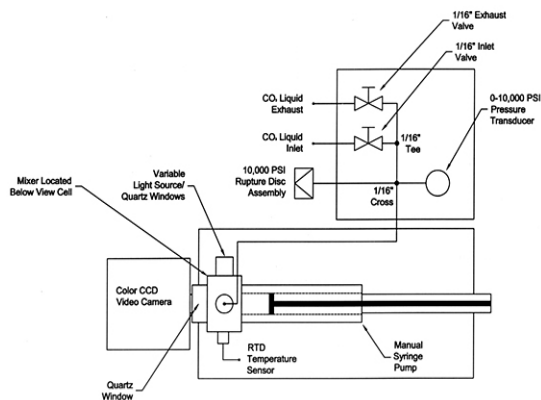 1/16" Exhaust
Valve
1/16" Inlet
Valve
CO₂ Liquid
Exhaust
0-10,000 PSI
Pressure
Transducer
CO₂ Liquid
Inlet
1/16"
Tee
10,000 PSI
Rupture Disc
Assembly
1/16"
Cross
Variable
Light Source/
Quartz Windows
Mixer Located
Below View Cell
Color CCD
Video Camera
RTD
Temperature
Sensor
Manual
Syringe
Pump
Quartz
Window